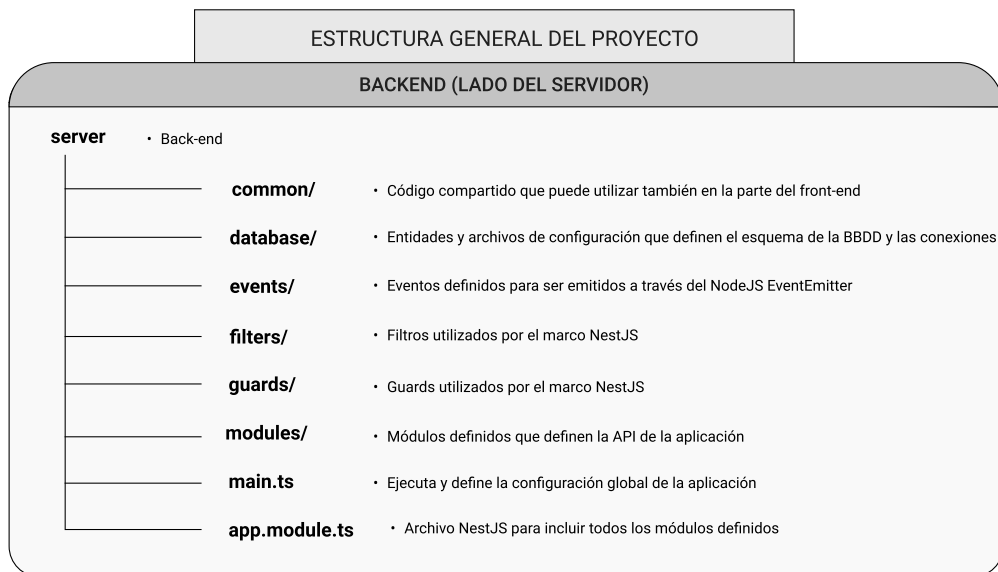 ESTRUCTURA GENERAL DEL PROYECTO
BACKEND (LADO DEL SERVIDOR)
server • Back-end
common/ • Código compartido que puede utilizar también en la parte del front-end
database/ • Entidades y archivos de configuración que definen el esquema de la BBDD y las conexiones
events/ • Eventos definidos para ser emitidos a través del NodeJS EventEmitter
filters/ • Filtros utilizados por el marco NestJS
guards/ • Guards utilizados por el marco NestJS
modules/ • Módulos definidos que definen la API de la aplicación
main.ts • Ejecuta y define la configuración global de la aplicación
app.module.ts • Archivo NestJS para incluir todos los módulos definidos